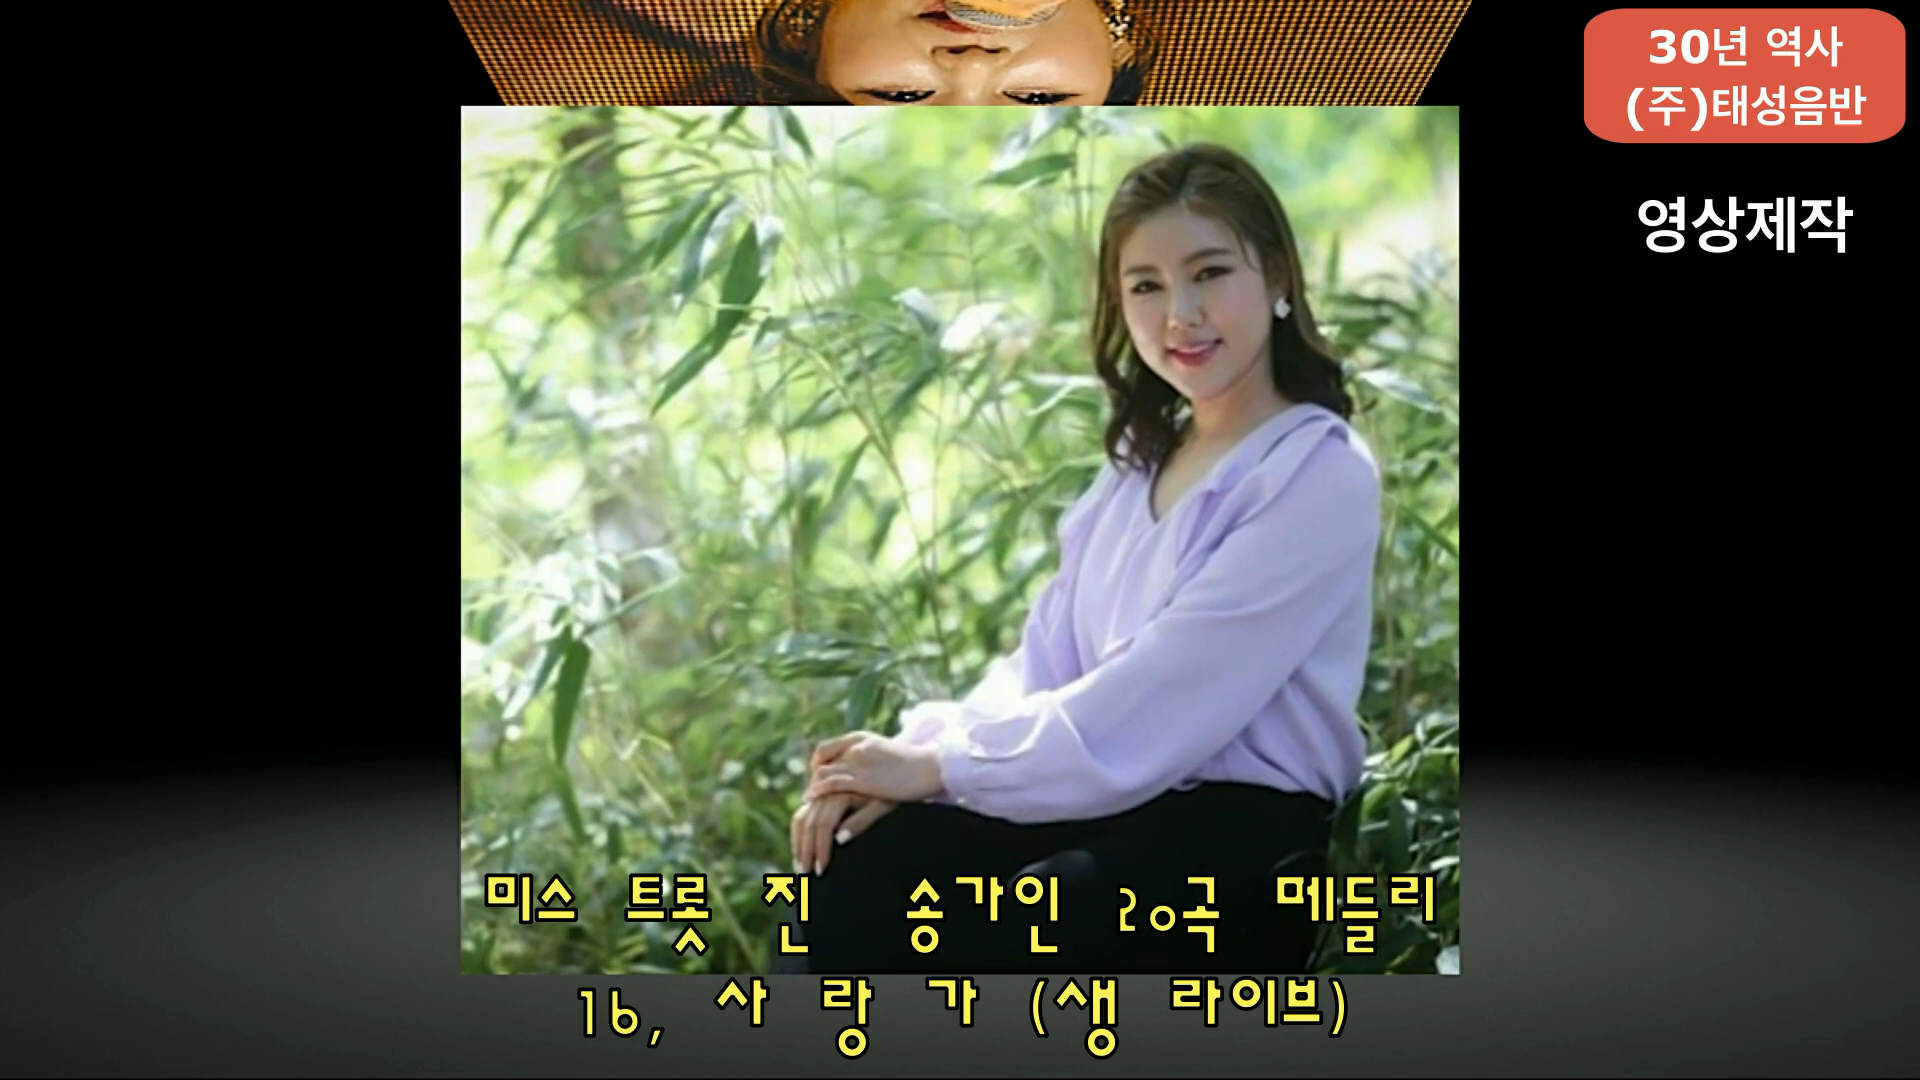 30년 역사
(주)태성음반
영상제작
미스 트롯 진 송가인 20곡 메들리
16, 사 랑 가 (생 라이브)